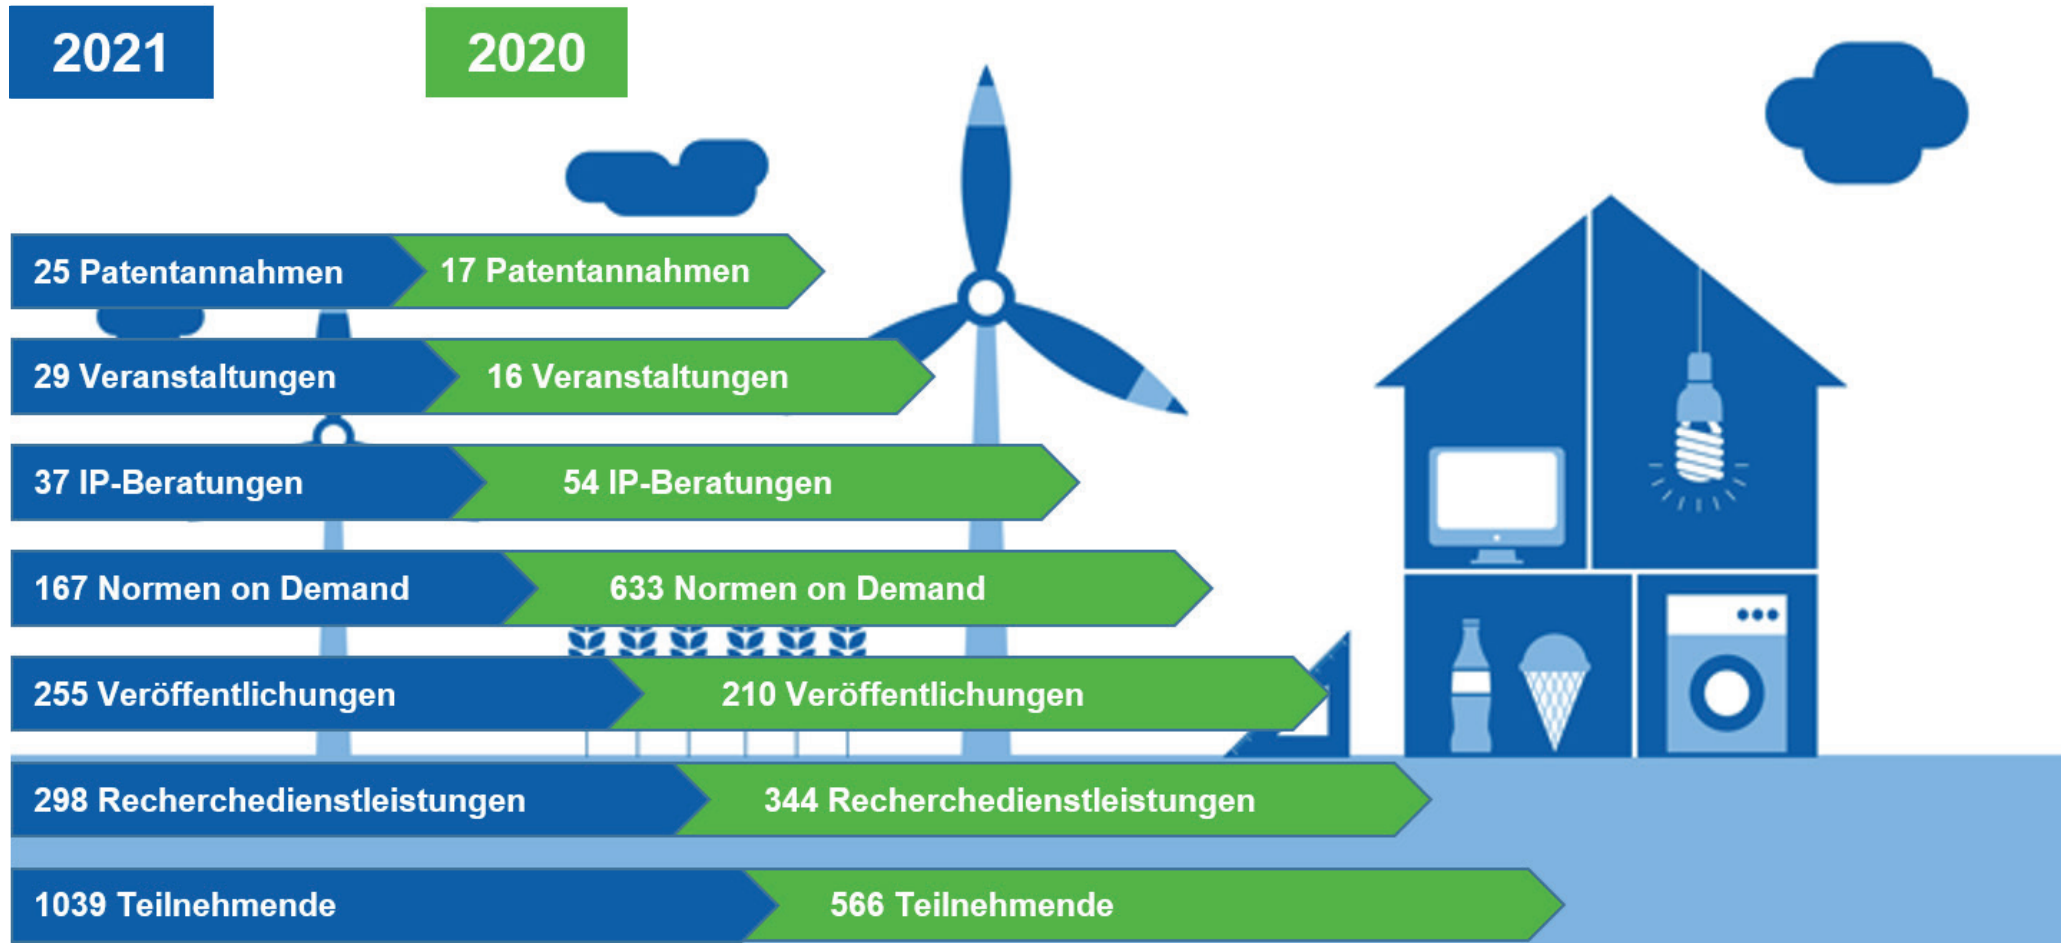 2021 2020
25 Patentannahmen 17 Patentannahmen
29 Veranstaltungen 16 Veranstaltungen
37 IP-Beratungen 54 IP-Beratungen
167 Normen on Demand 633 Normen on Demand
255 Veröffentlichungen 210 Veröffentlichungen
298 Recherchedienstleistungen 344 Recherchedienstleistungen
1039 Teilnehmende 566 Teilnehmende